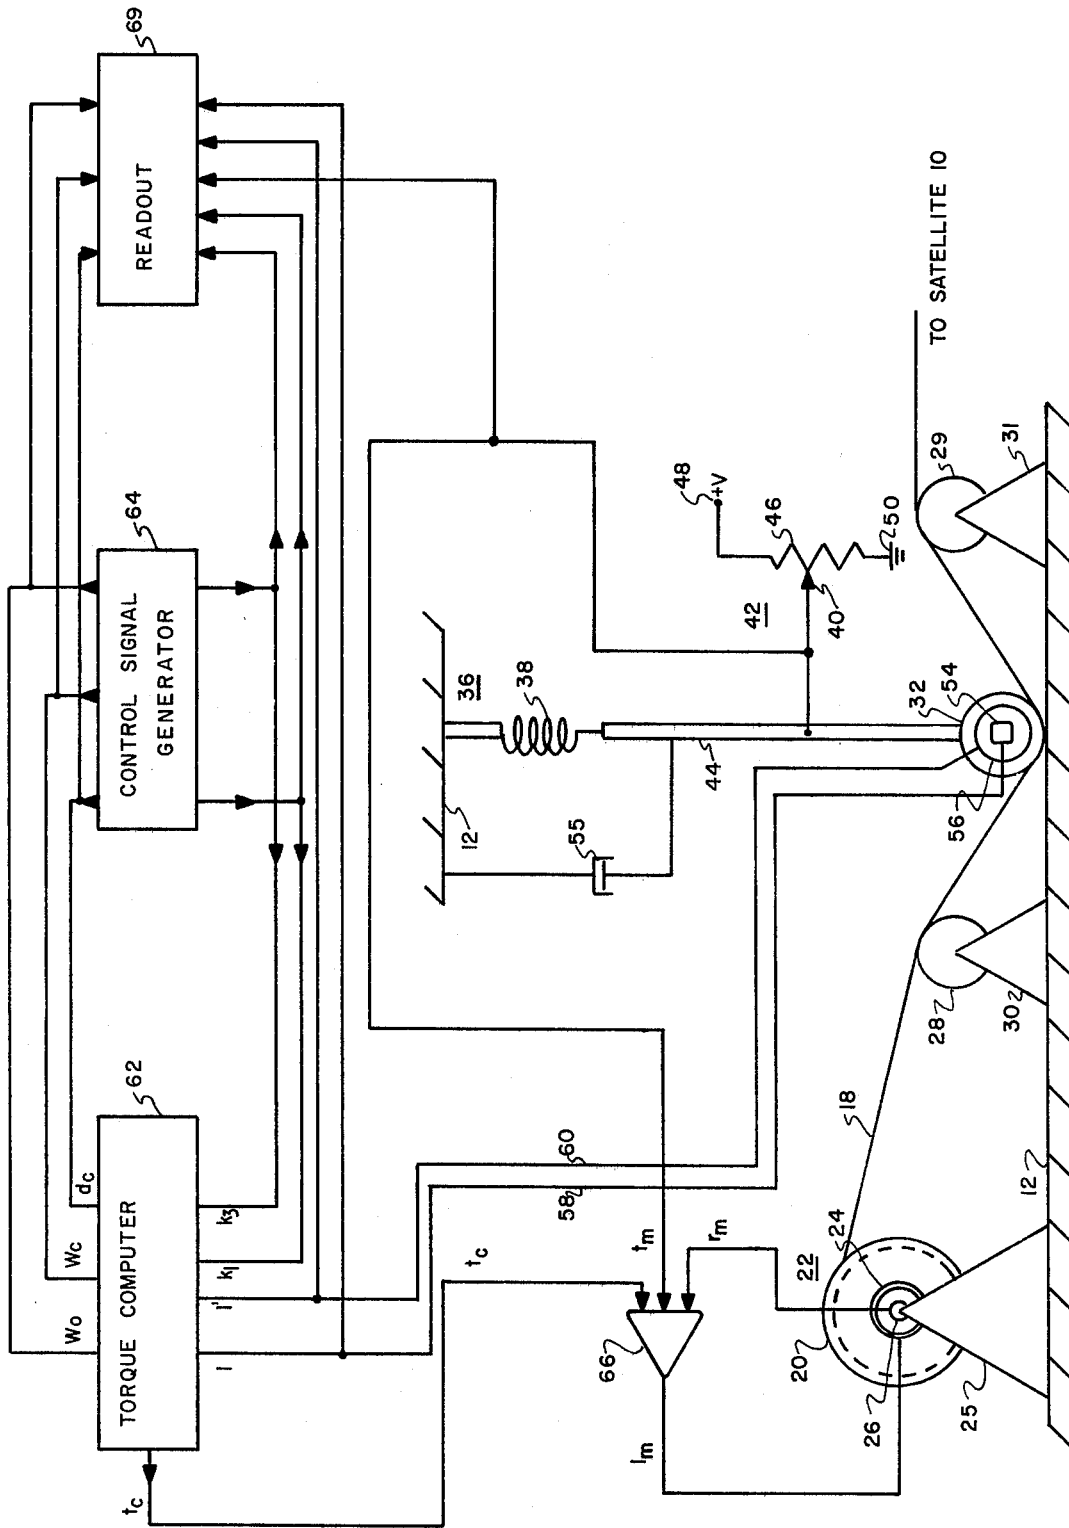 69
READOUT
64
CONTROL SIGNAL
GENERATOR
62
TORQUE COMPUTER
Wo
Wc
dc
l
l'
k1
k3
tc
tc
tm
rm
66
Im
58
60
36
38
12
55
44
42
48
+V
46
40
50
TO SATELLITE 10
29
31
32
54
56
28
30
18
12
20
22
24
26
25